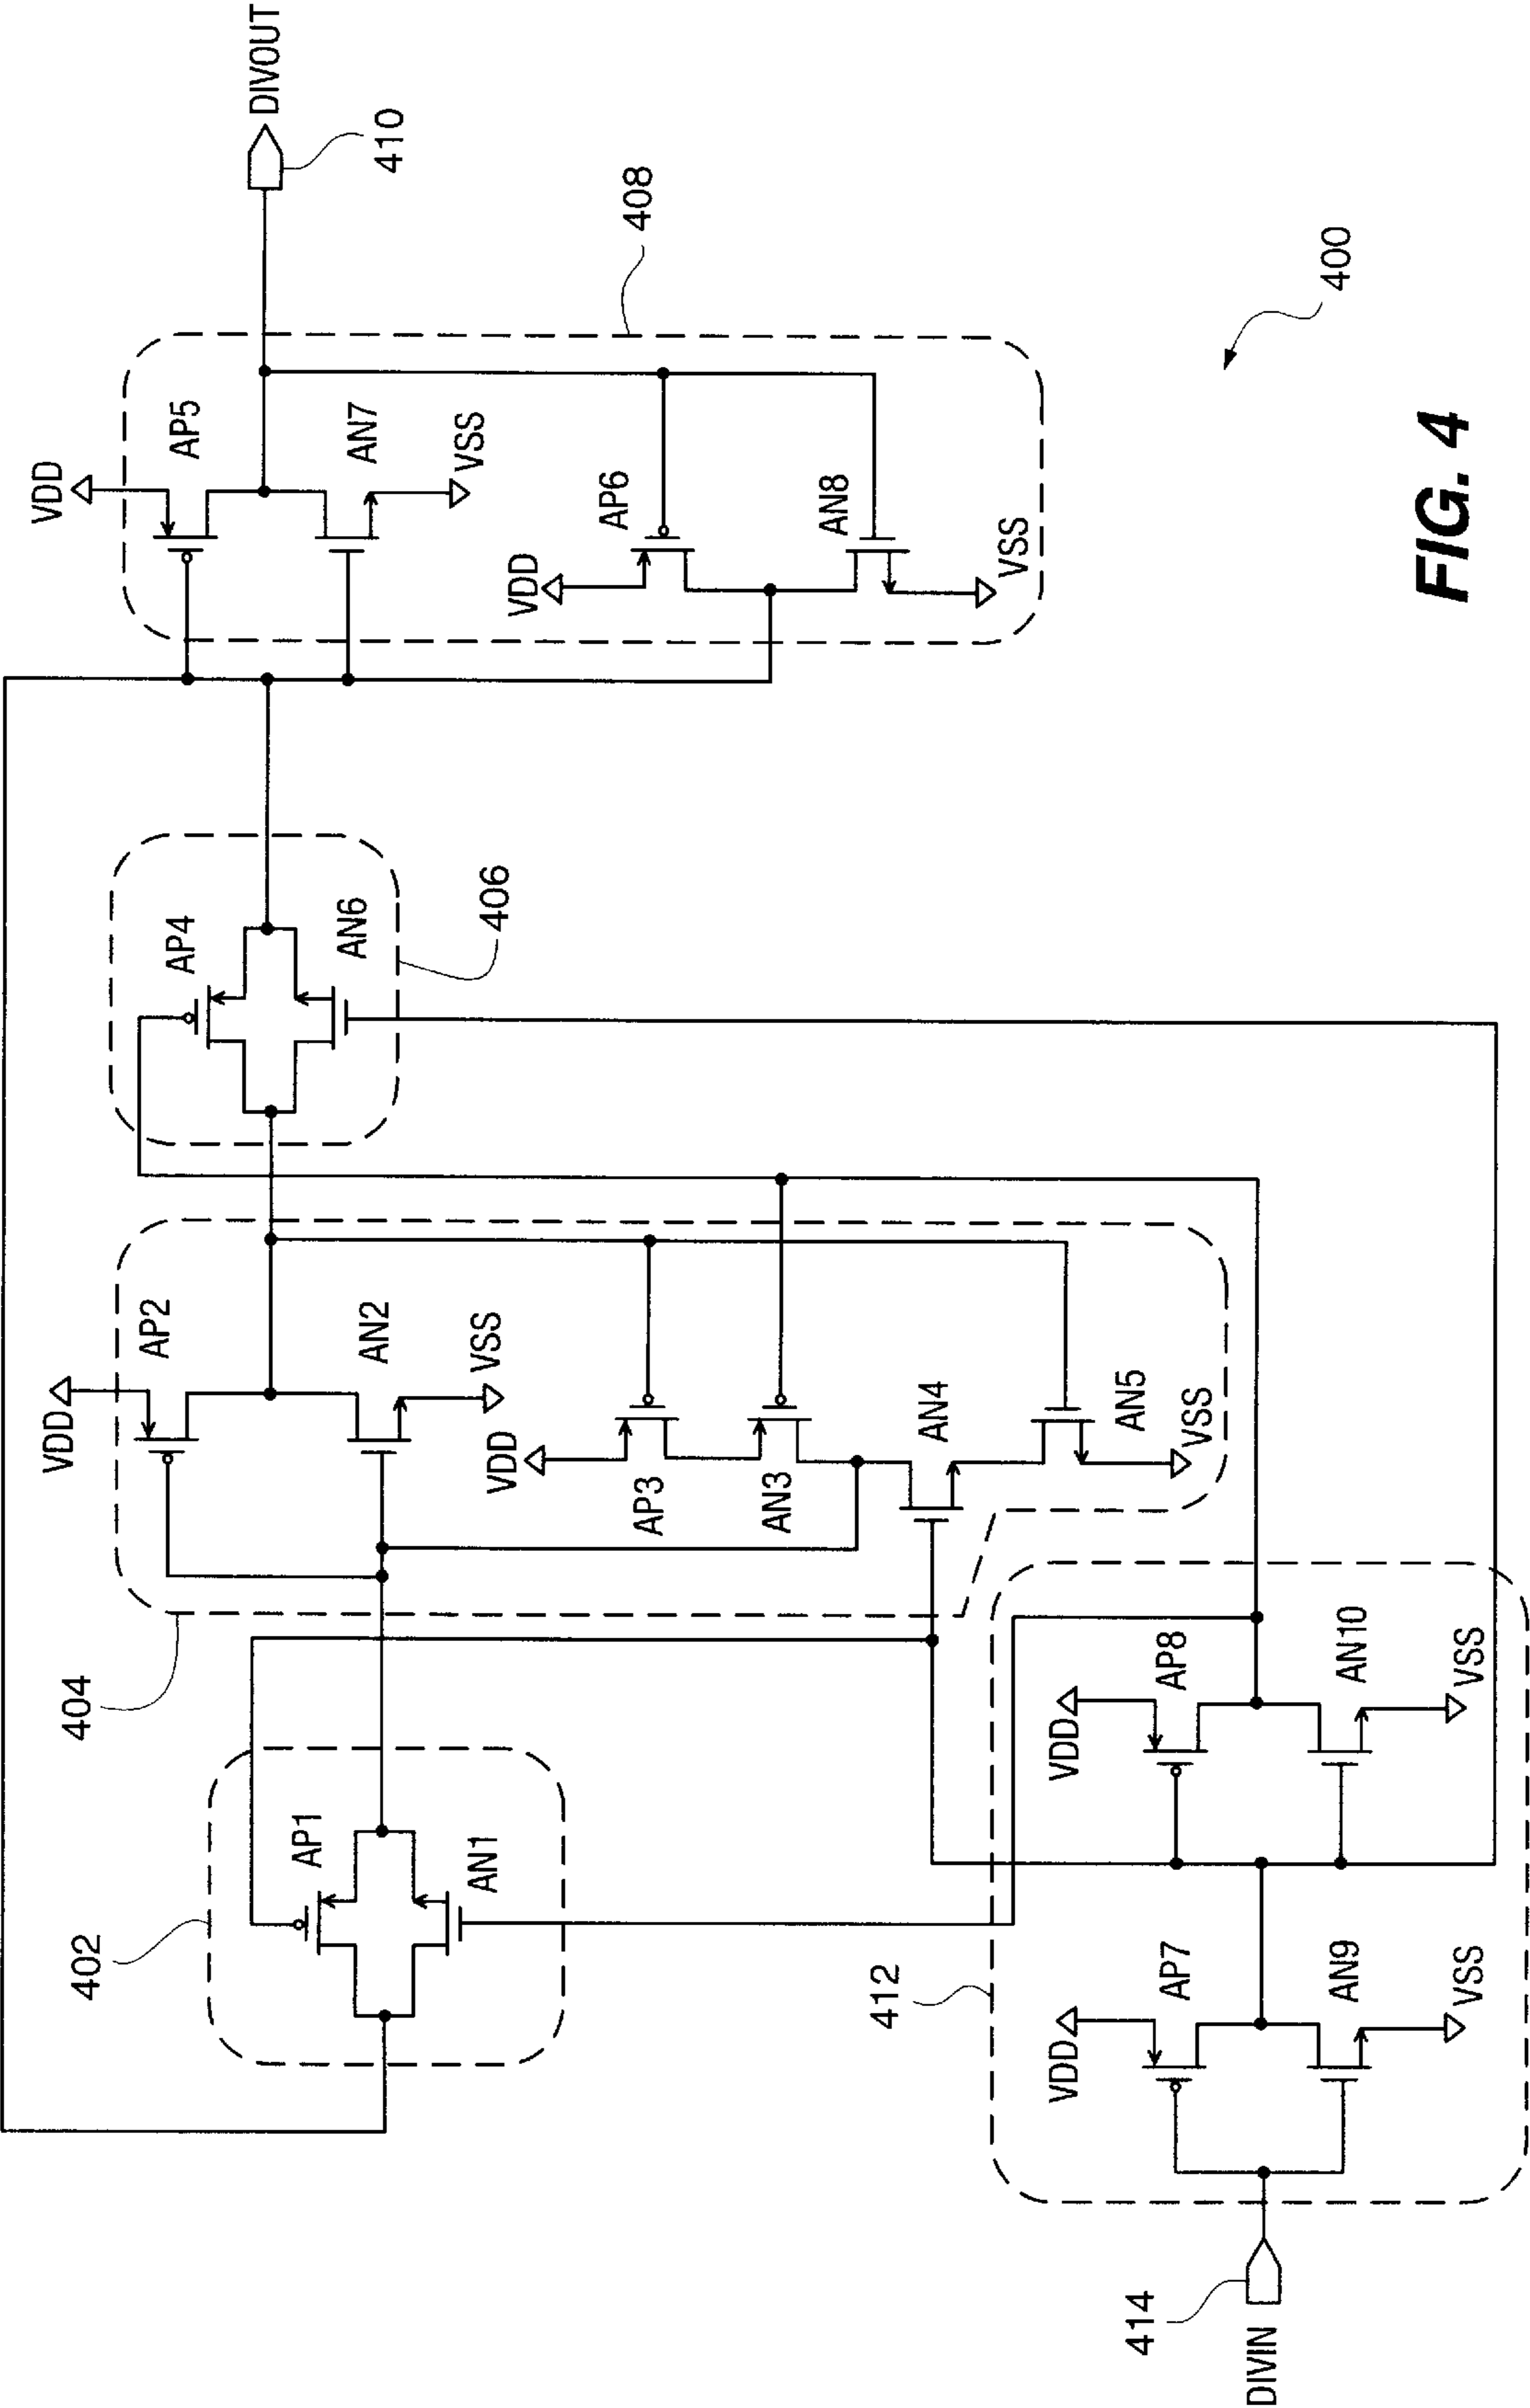 VDD
AP5
AN7
VSS
VDD
AP6
AN8
VSS
408
DIVOUT
410
AP4
AN6
406
VDD
AP2
AN2
VSS
VDD
AP3
AN3
AN4
AN5
VSS
404
402
AP1
AN1
412
VDD
AP8
AN10
VSS
VDD
AP7
AN9
VSS
414
DIVIN
400
FIG. 4